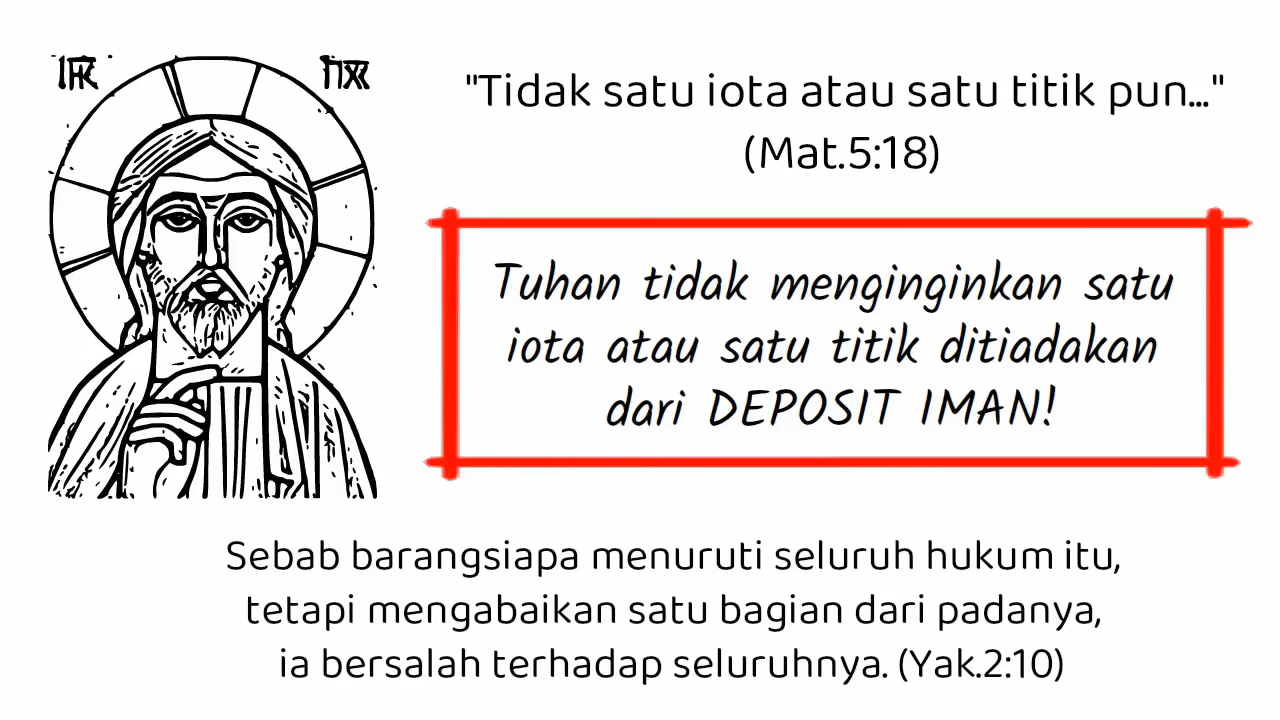 "Tidak satu iota atau satu titik pun..."
(Mat.5:18)
Tuhan tidak menginginkan satu
iota atau satu titik ditiadakan
dari DEPOSIT IMAN!
Sebab barangsiapa menuruti seluruh hukum itu,
tetapi mengabaikan satu bagian dari padanya,
ia bersalah terhadap seluruhnya. (Yak.2:10)